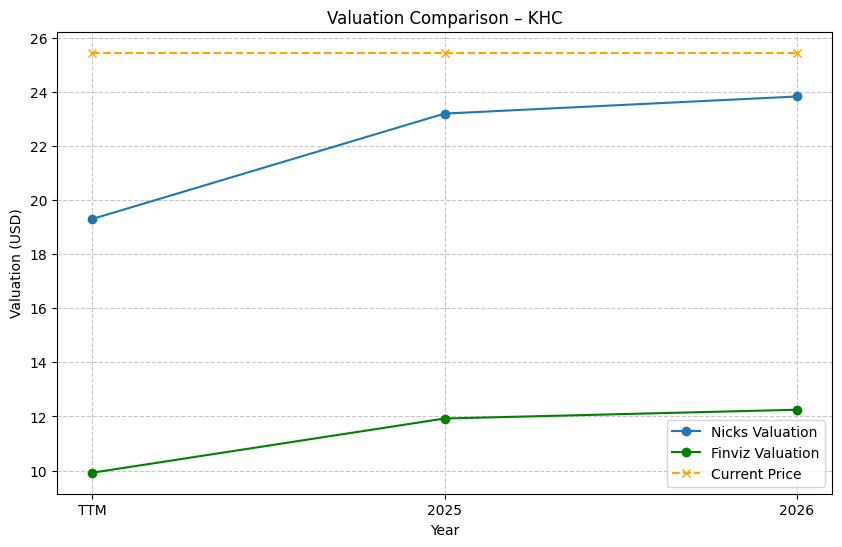 Valuation Comparison – KHC
Valuation (USD)
26
24
22
20
18
16
14
12
10
TTM
2025
2026
Year
Nicks Valuation
Finviz Valuation
Current Price